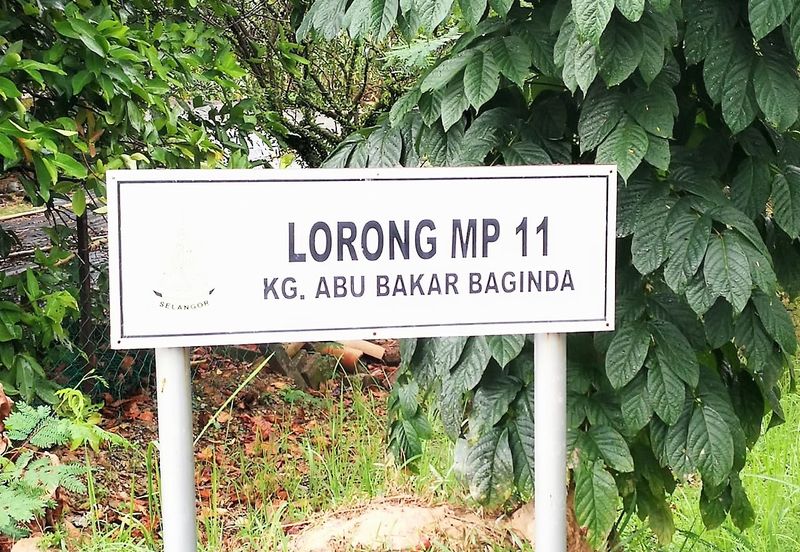 LORONG MP 11
KG. ABU BAKAR BAGINDA
SELANGOR